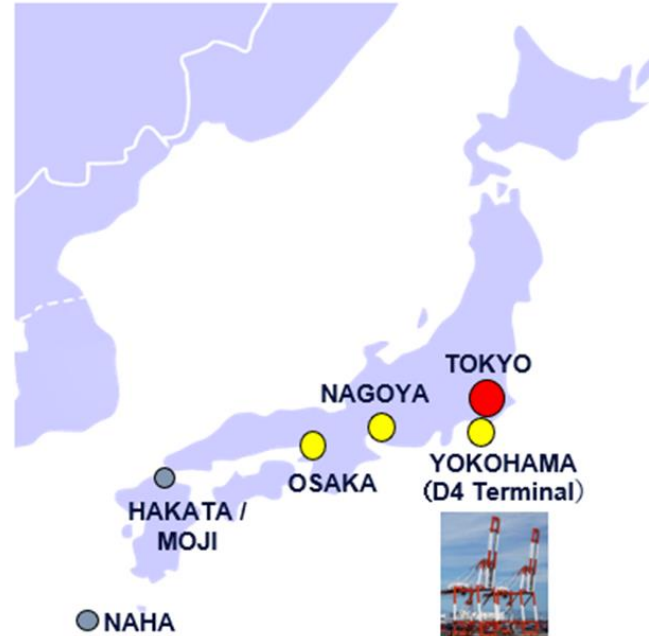 TOKYO
NAGOYA
YOKOHAMA
(D4 Terminal)
OSAKA
HAKATA /
MOJI
NAHA